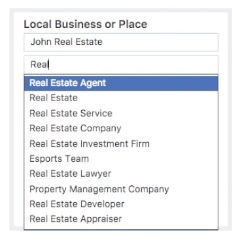 Local Business or Place
John Real Estate
Real
Real Estate Agent
Real Estate
Real Estate Service
Real Estate Company
Real Estate Investment Firm
Esports Team
Real Estate Lawyer
Property Management Company
Real Estate Developer
Real Estate Appraiser